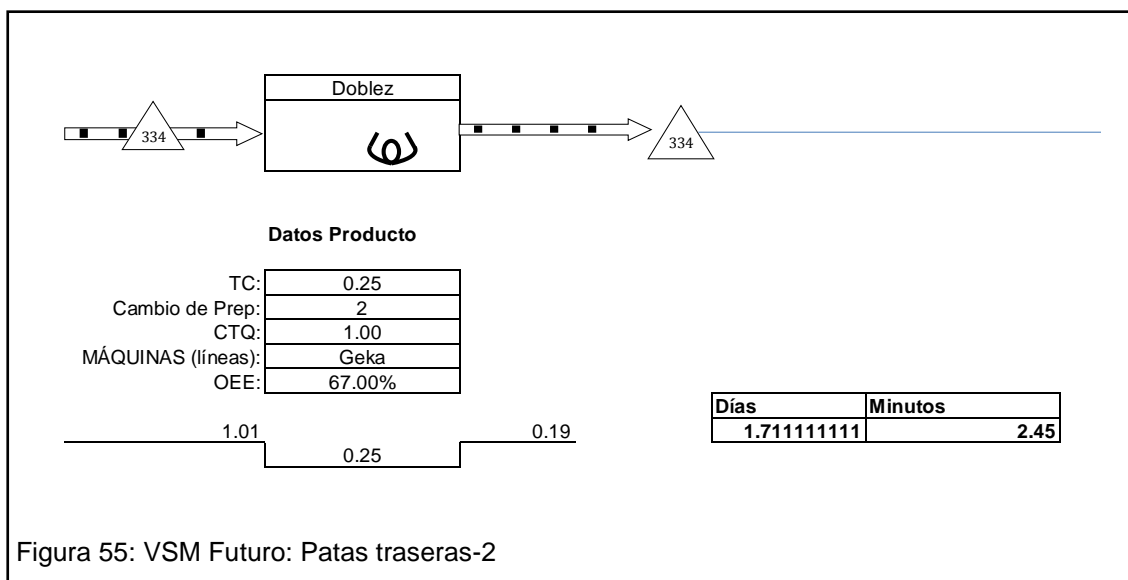 Doblez
334
334
Datos Producto
TC: 0.25
Cambio de Prep: 2
CTQ: 1.00
MÁQUINAS (líneas): Geka
OEE: 67.00%
Días Minutos
1.711111111 2.45
1.01 0.19
0.25
Figura 55: VSM Futuro: Patas traseras-2